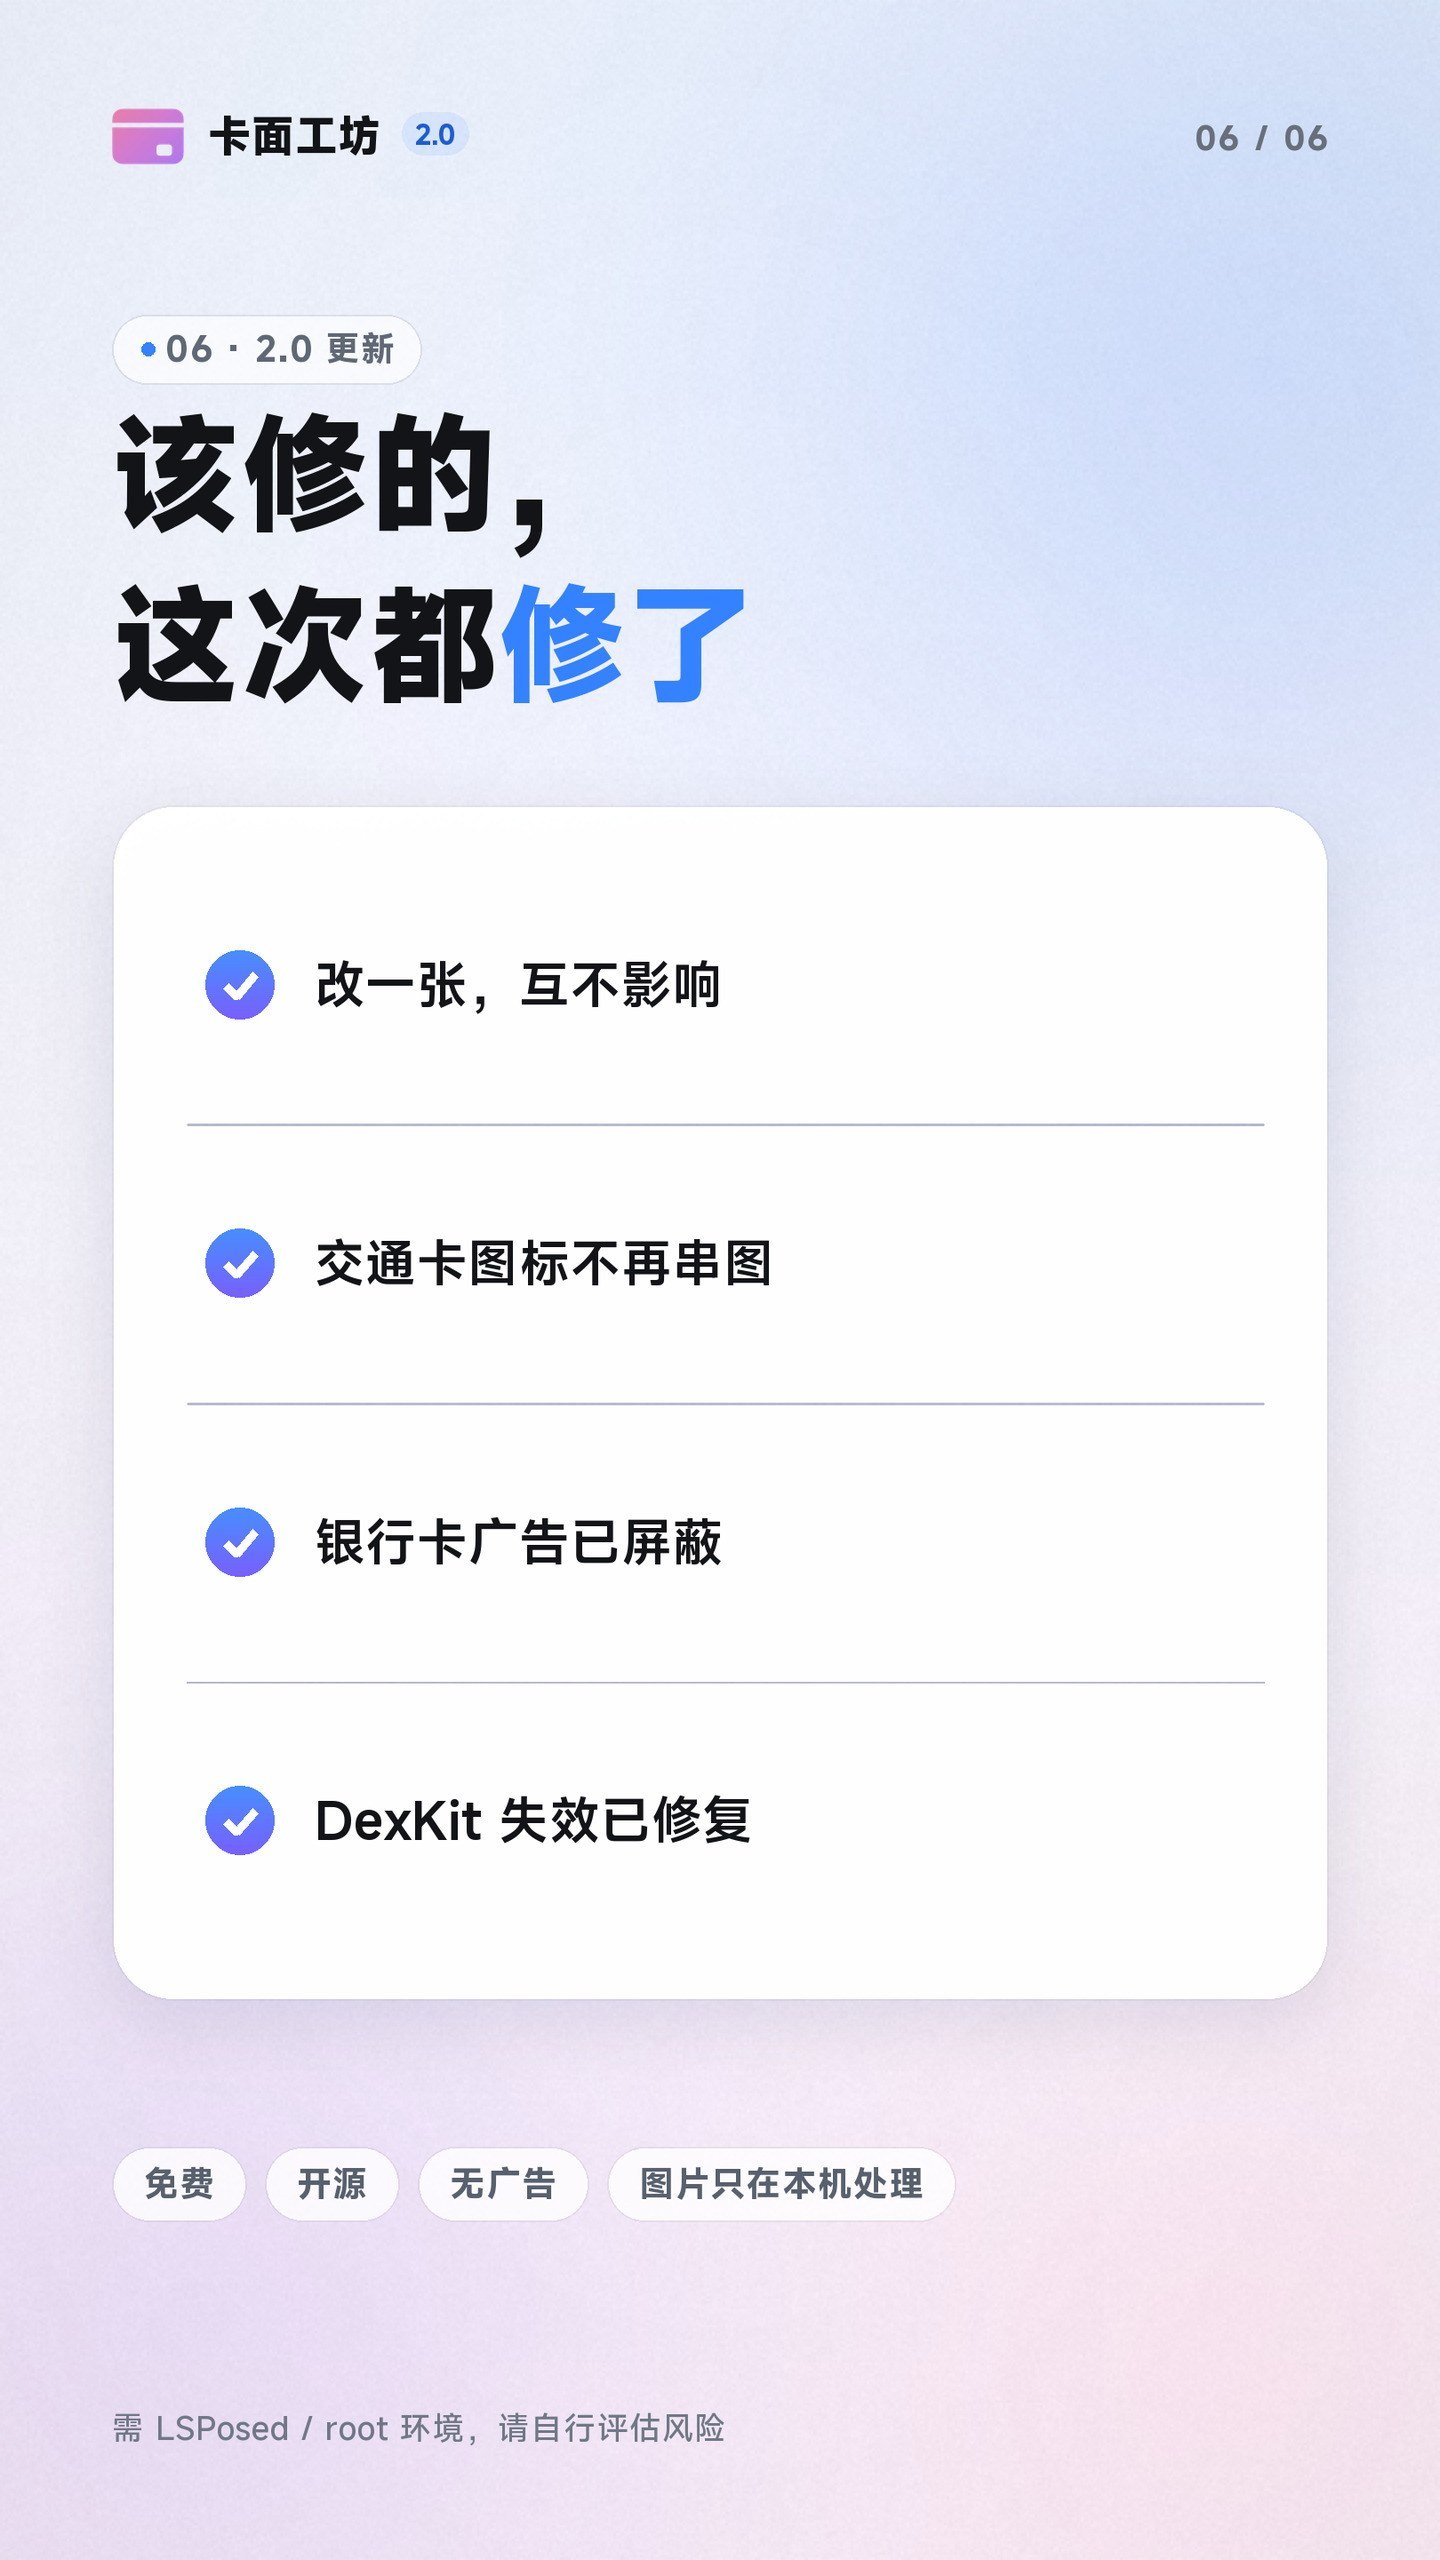 卡面工坊 2.0
06 / 06
06 · 2.0 更新
该修的，
这次都修了
改一张，互不影响
交通卡图标不再串图
银行卡广告已屏蔽
DexKit 失效已修复
免费 开源 无广告 图片只在本机处理
需 LSPosed / root 环境，请自行评估风险